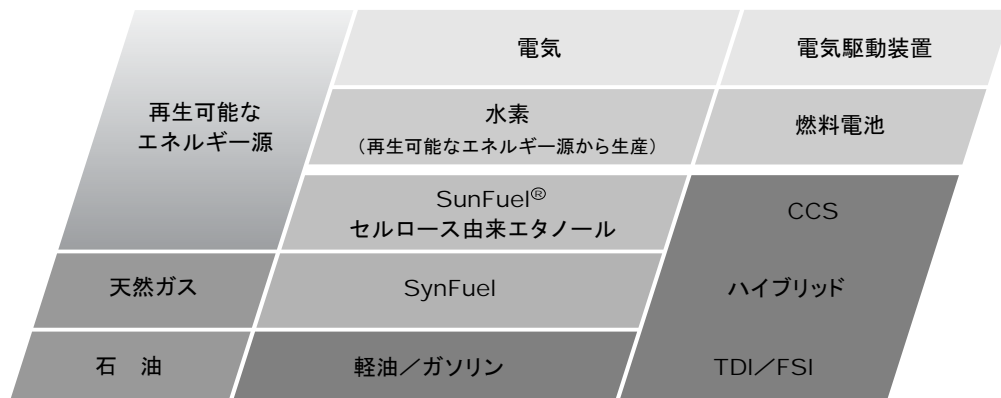 再生可能な
エネルギー源
電気
電気駆動装置
水素
（再生可能なエネルギー源から生産）
燃料電池
SunFuel®
セルロース由来エタノール
CCS
天然ガス
SynFuel
ハイブリッド
石　油
軽油／ガソリン
TDI／FSI